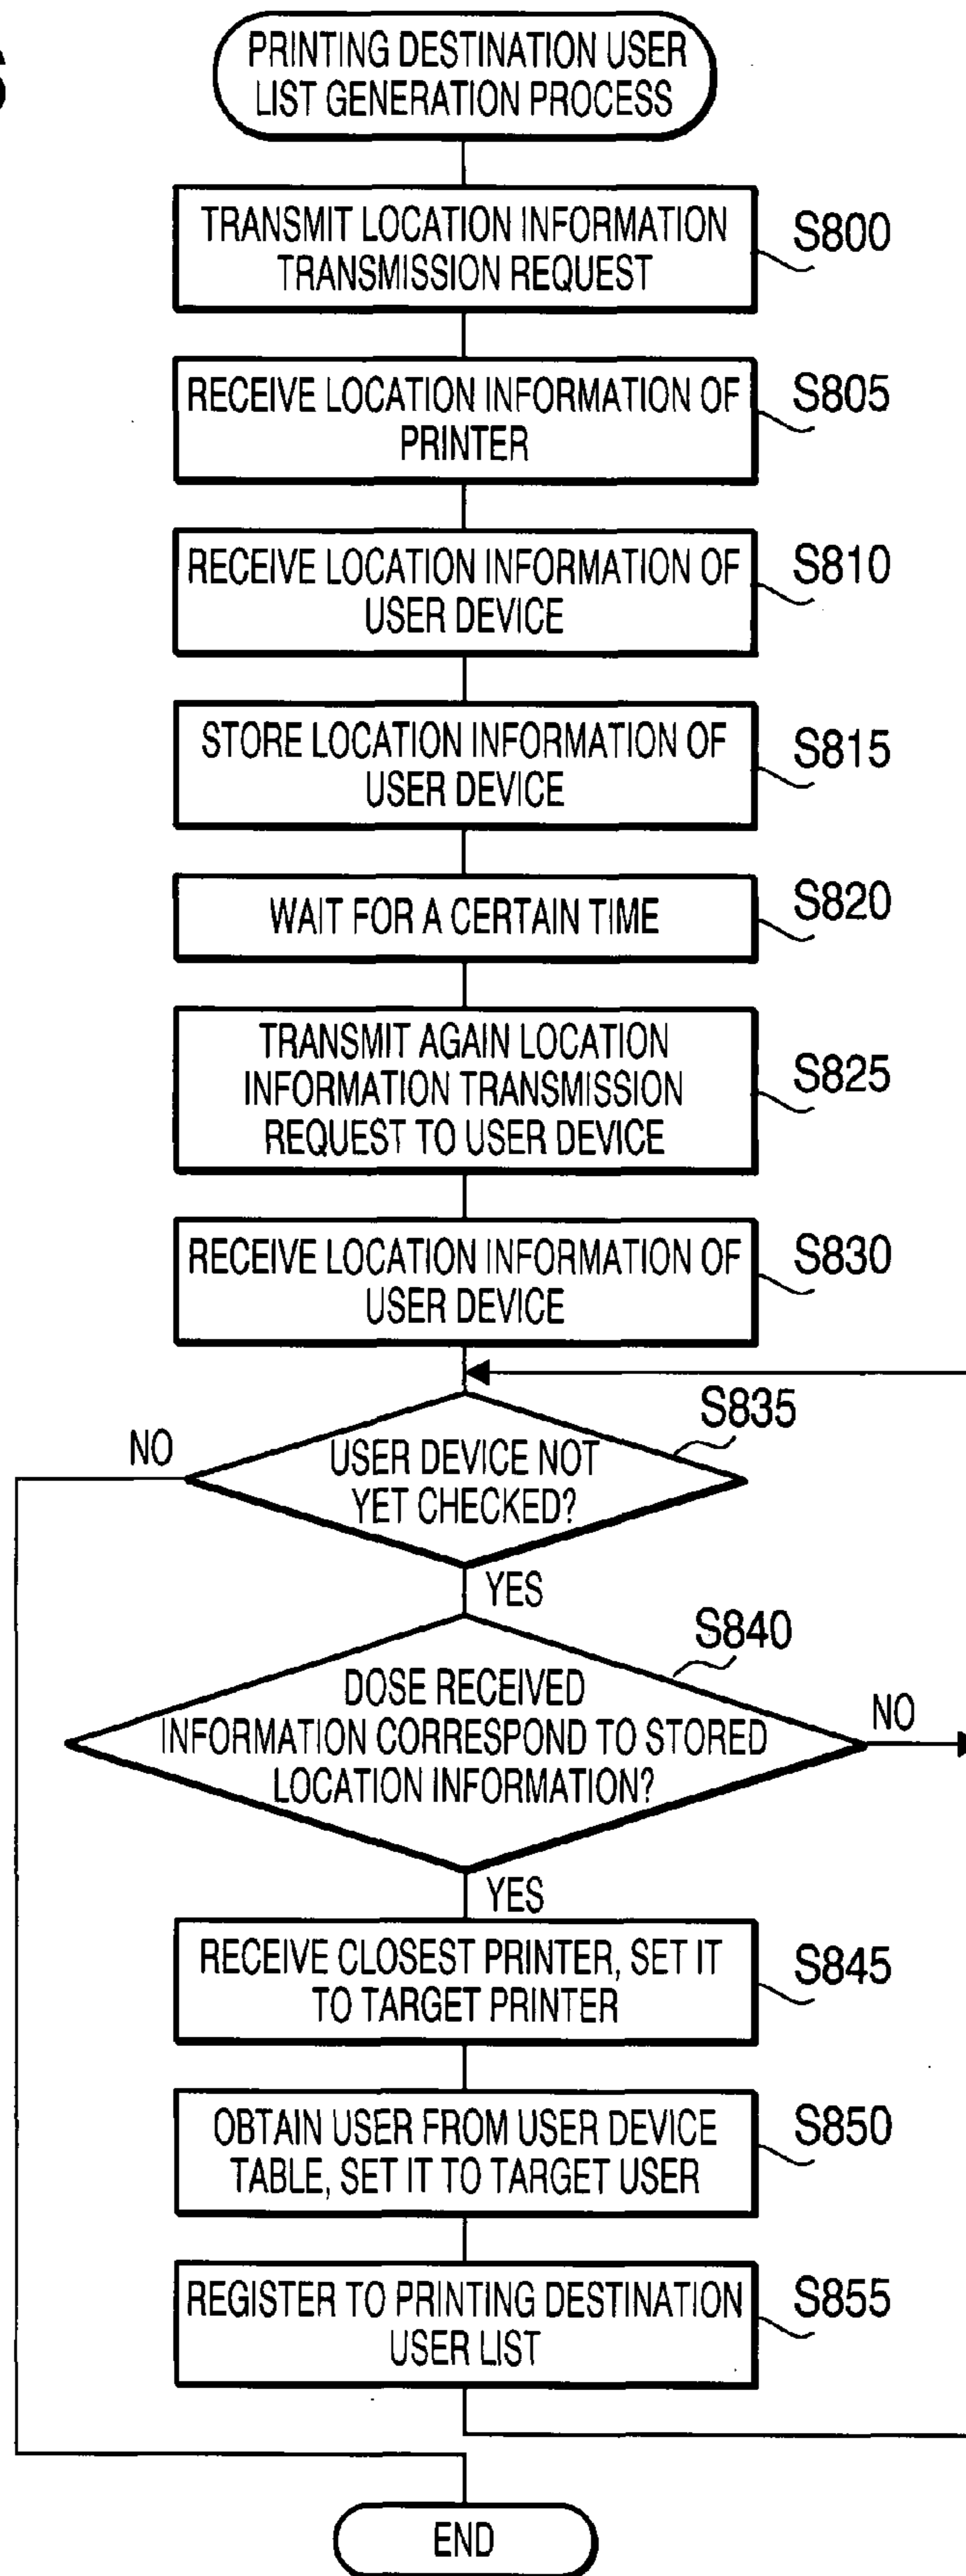 PRINTING DESTINATION USER
LIST GENERATION PROCESS
TRANSMIT LOCATION INFORMATION
TRANSMISSION REQUEST
S800
RECEIVE LOCATION INFORMATION OF
PRINTER
S805
RECEIVE LOCATION INFORMATION OF
USER DEVICE
S810
STORE LOCATION INFORMATION OF
USER DEVICE
S815
WAIT FOR A CERTAIN TIME
S820
TRANSMIT AGAIN LOCATION
INFORMATION TRANSMISSION
REQUEST TO USER DEVICE
S825
RECEIVE LOCATION INFORMATION OF
USER DEVICE
S830
S835
NO
USER DEVICE NOT
YET CHECKED?
YES
S840
DOSE RECEIVED
INFORMATION CORRESPOND TO STORED
LOCATION INFORMATION?
NO
YES
RECEIVE CLOSEST PRINTER, SET IT
TO TARGET PRINTER
S845
OBTAIN USER FROM USER DEVICE
TABLE, SET IT TO TARGET USER
S850
REGISTER TO PRINTING DESTINATION
USER LIST
S855
END